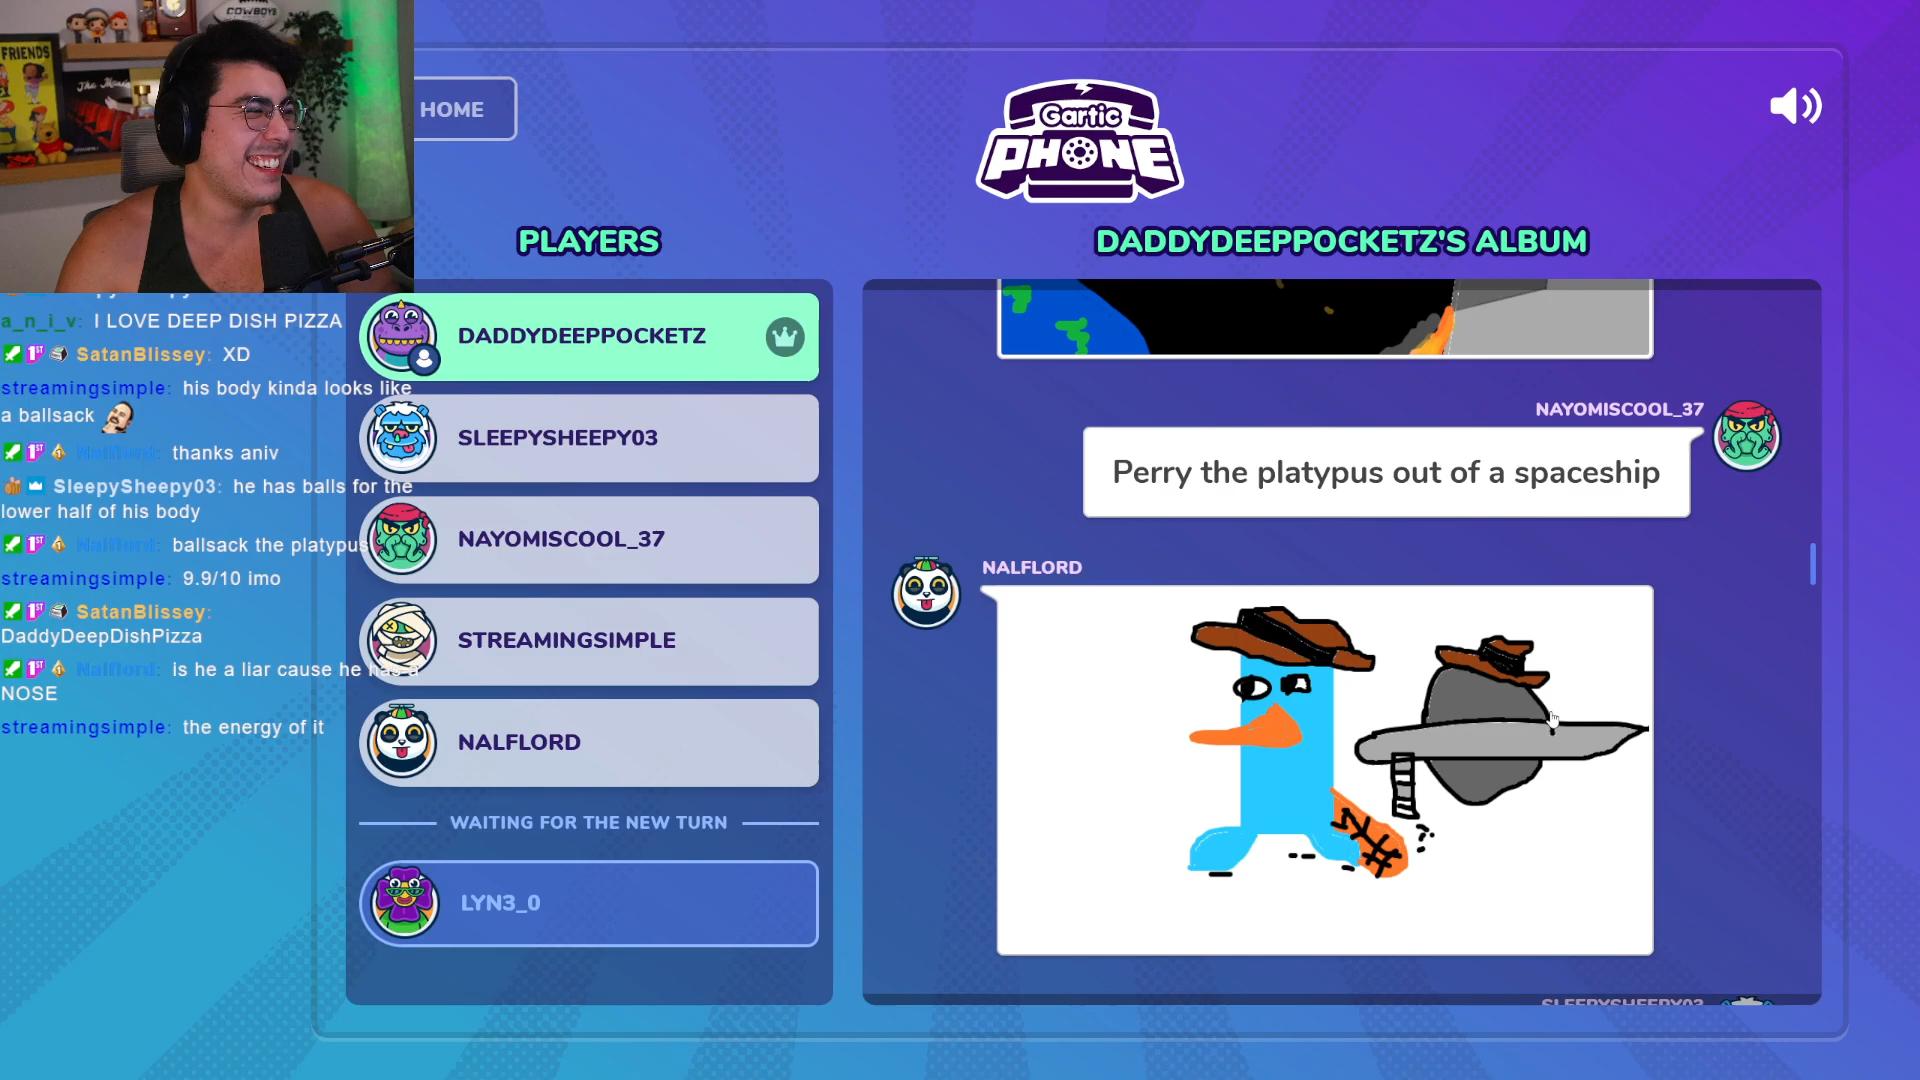 COWBOYS
FRIENDS
HOME
Gartic
PHONE
PLAYERS
DADDYDEEPPOCKETZ'S ALBUM
a_n_i_v: I LOVE DEEP DISH PIZZA
SatanBlissey: XD
streamingsimple: his body kinda looks like
a ballsack
Nalflord: thanks aniv
SleepySheepy03: he has balls for the
lower half of his body
Nalflord: ballsack the platypus
streamingsimple: 9.9/10 imo
SatanBlissey:
DaddyDeepDishPizza
Nalflord: is he a liar cause he has a
NOSE
streamingsimple: the energy of it
DADDYDEEPPOCKETZ
SLEEPYSHEEPY03
NAYOMISCOOL_37
STREAMINGSIMPLE
NALFLORD
WAITING FOR THE NEW TURN
LYN3_0
NAYOMISCOOL_37
Perry the platypus out of a spaceship
NALFLORD
SLEEPYSHEEPY03